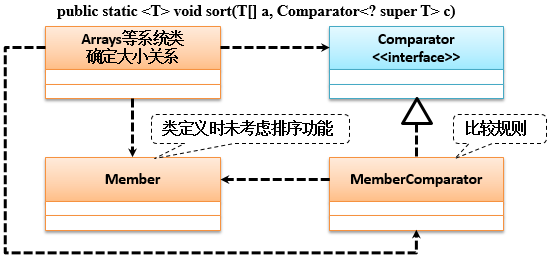 public static <T> void sort(T[] a, Comparator<? super T> c)
Arrays等系统类
确定大小关系
Comparator
<<interface>>
类定义时未考虑排序功能
比较规则
Member
MemberComparator